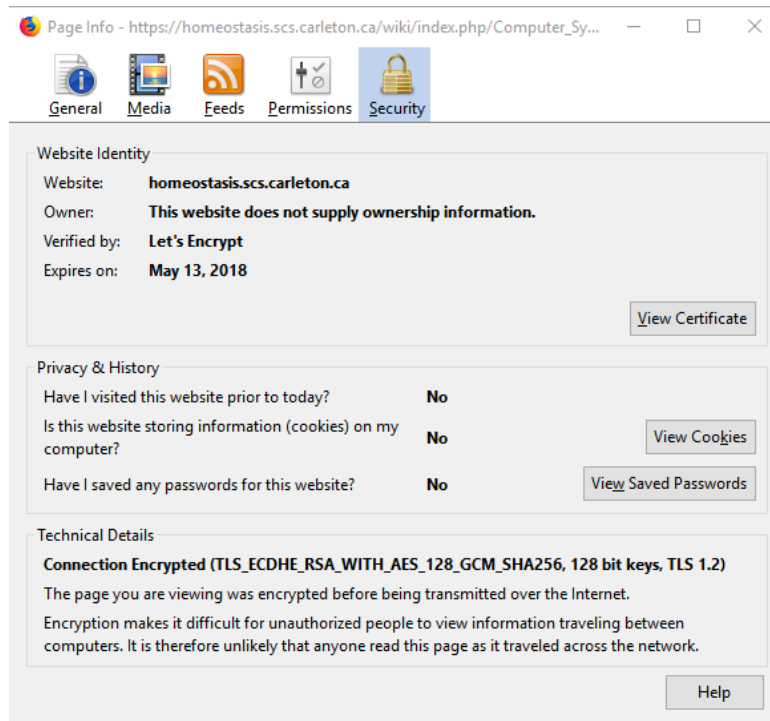 Page Info - https://homeostasis.scs.carleton.ca/wiki/index.php/Computer_Sy...
General Media Feeds Permissions Security
Website Identity
Website: homeostasis.scs.carleton.ca
Owner: This website does not supply ownership information.
Verified by: Let's Encrypt
Expires on: May 13, 2018
View Certificate
Privacy & History
Have I visited this website prior to today? No
Is this website storing information (cookies) on my
computer?
No
View Cookies
Have I saved any passwords for this website? No View Saved Passwords
Technical Details
Connection Encrypted (TLS_ECDHE_RSA_WITH_AES_128_GCM_SHA256, 128 bit keys, TLS 1.2)
The page you are viewing was encrypted before being transmitted over the Internet.
Encryption makes it difficult for unauthorized people to view information traveling between
computers. It is therefore unlikely that anyone read this page as it traveled across the network.
Help